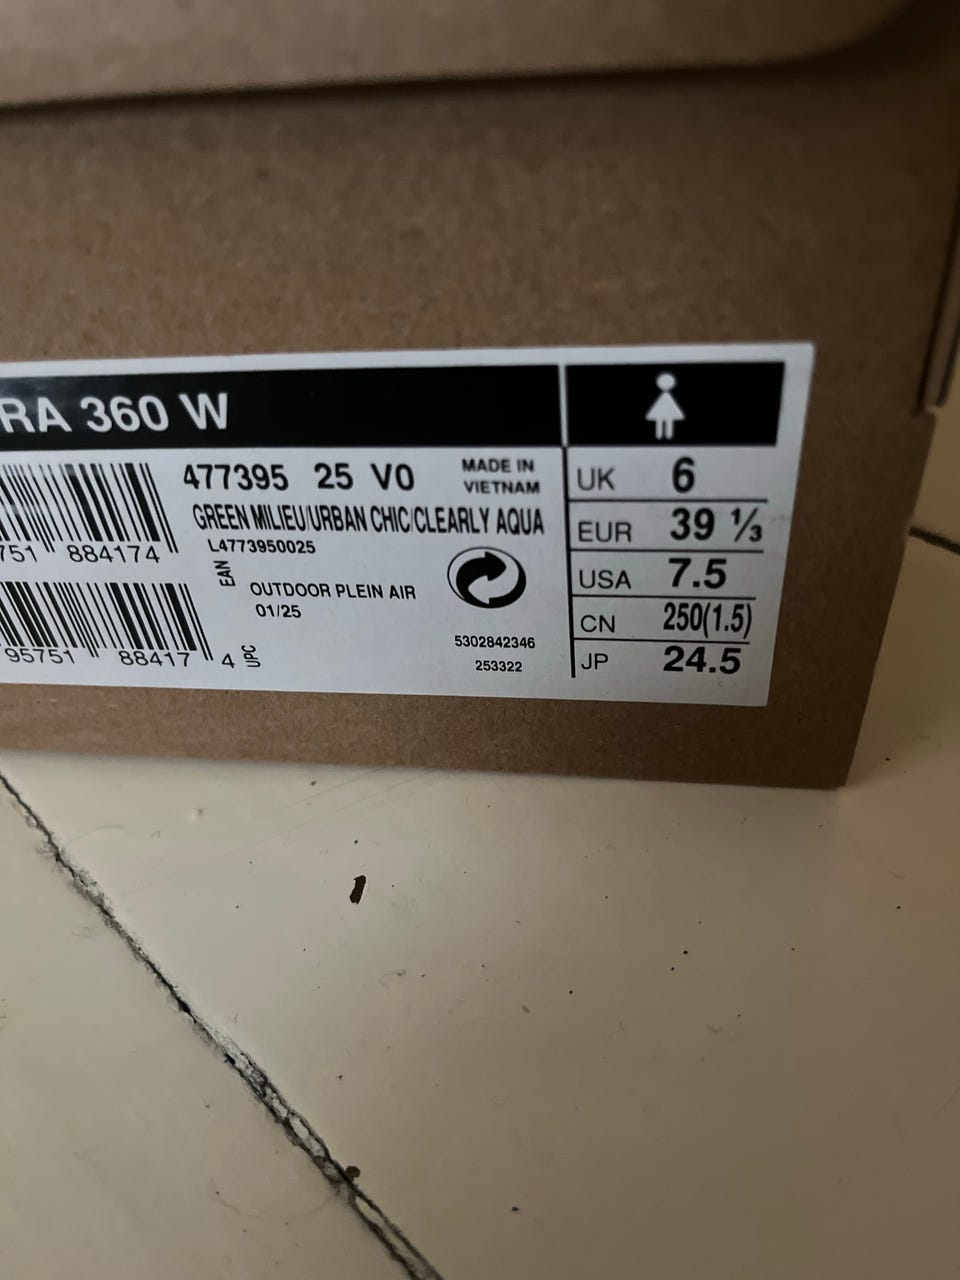 RA 360 W
477395 25 V0
MADE IN
VIETNAM
GREEN MILIEU/URBAN CHIC/CLEARLY AQUA
L4773950025
751 884174
EAN
OUTDOOR PLEIN AIR
01/25
95751 88417 4
UPC
5302842346
253322
UK 6
EUR 39 ⅓
USA 7.5
CN 250(1.5)
JP 24.5